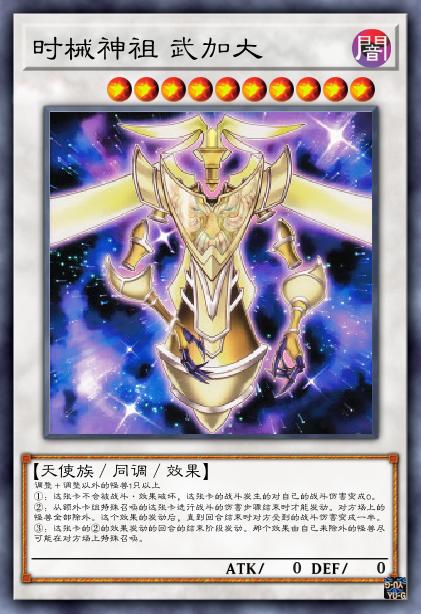 时械神祖 武加大
闇
【天使族／同调／效果】
调整＋调整以外的怪兽1只以上
①：这张卡不会被战斗·效果破坏，这张卡的战斗发生的对自己的战斗伤害变成0。
②：从额外卡组特殊召唤的这张卡进行战斗的伤害步骤结束时才能发动。对方场上的
怪兽全部除外。这个效果的发动后，直到回合结束时对方受到的战斗伤害变成一半。
③：这张卡的②的效果发动的回合的结束阶段发动。那个效果由自己来除外的怪兽尽
可能在对方场上特殊召唤。
ATK/ 0 DEF/ 0